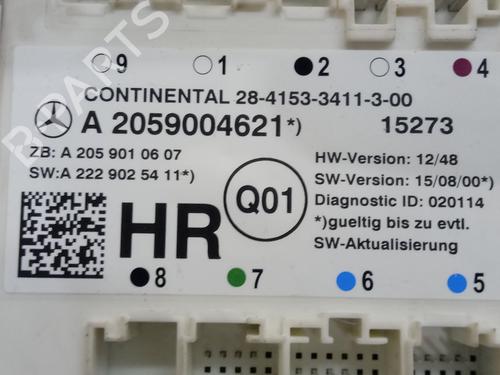 9 1 2 3 4
CONTINENTAL 28-4153-3411-3-00
A 2059004621*) 15273
ZB: A 205 901 06 07 HW-Version: 12/48
SW:A 222 902 54 11*) SW-Version: 15/08/00*)
Diagnostic ID: 020114
HR Q01 *)gueltig bis zu evtl.
SW-Aktualisierung
8 7 6 5
B PARTS